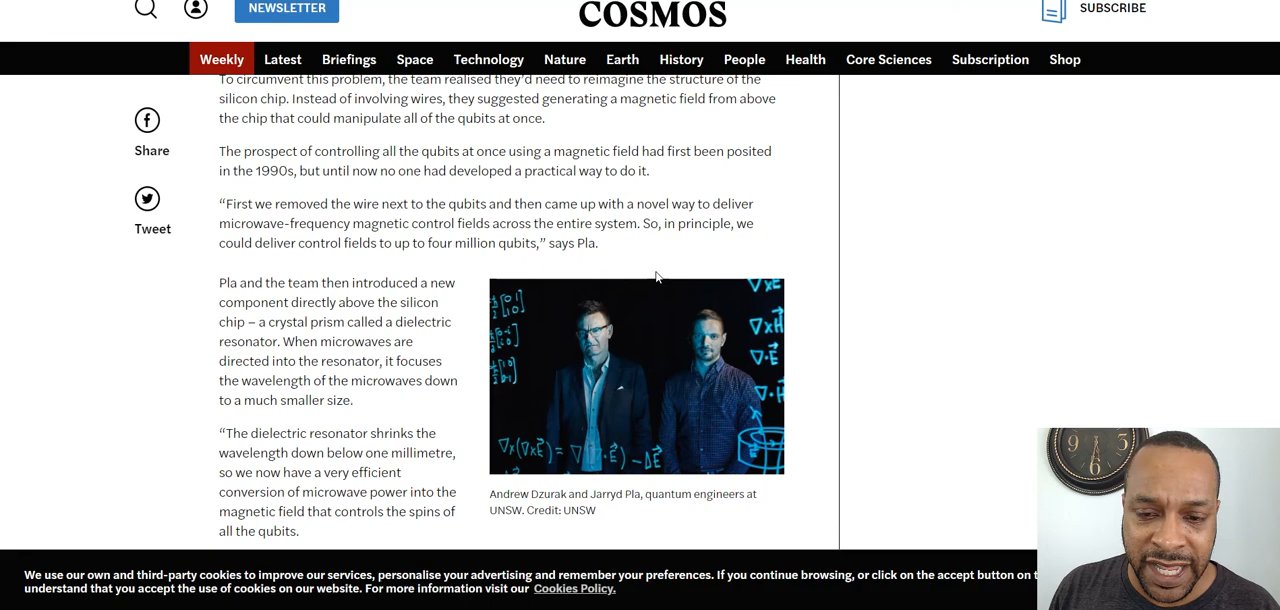 NEWSLETTER
COSMOS
SUBSCRIBE
Weekly Latest Briefings Space Technology Nature Earth History People Health Core Sciences Subscription Shop
To circumvent this problem, the team realised they'd need to reimagine the structure of the
silicon chip. Instead of involving wires, they suggested generating a magnetic field from above
the chip that could manipulate all of the qubits at once.
Share
The prospect of controlling all the qubits at once using a magnetic field had first been posited
in the 1990s, but until now no one had developed a practical way to do it.
Tweet
“First we removed the wire next to the qubits and then came up with a novel way to deliver
microwave-frequency magnetic control fields across the entire system. So, in principle, we
could deliver control fields to up to four million qubits,” says Pla.
Pla and the team then introduced a new
component directly above the silicon
chip – a crystal prism called a dielectric
resonator. When microwaves are
directed into the resonator, it focuses
the wavelength of the microwaves down
to a much smaller size.
“The dielectric resonator shrinks the
wavelength down below one millimetre,
so we now have a very efficient
conversion of microwave power into the
magnetic field that controls the spins of
all the qubits.
∇xE
∇xH
∇·E
∇·H
Andrew Dzurak and Jarryd Pla, quantum engineers at
UNSW. Credit: UNSW
9 3
6
We use our own and third-party cookies to improve our services, personalise your advertising and remember your preferences. If you continue browsing, or click on the accept button on
understand that you accept the use of cookies on our website. For more information visit our Cookies Policy.